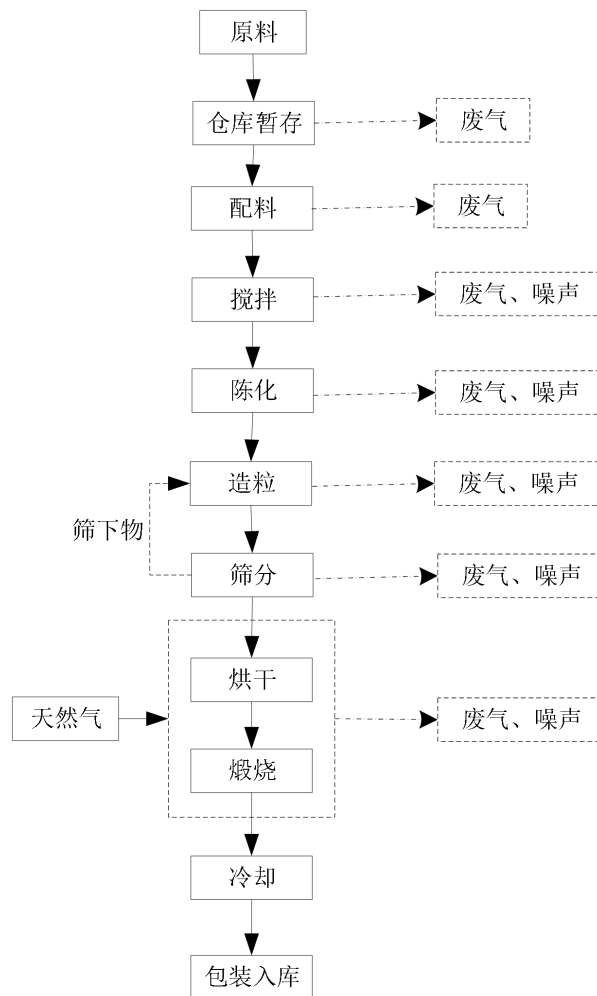 原料
仓库暂存
废气
配料
废气
搅拌
废气、噪声
陈化
废气、噪声
造粒
废气、噪声
筛下物
筛分
废气、噪声
烘干
天然气
废气、噪声
煅烧
冷却
包装入库